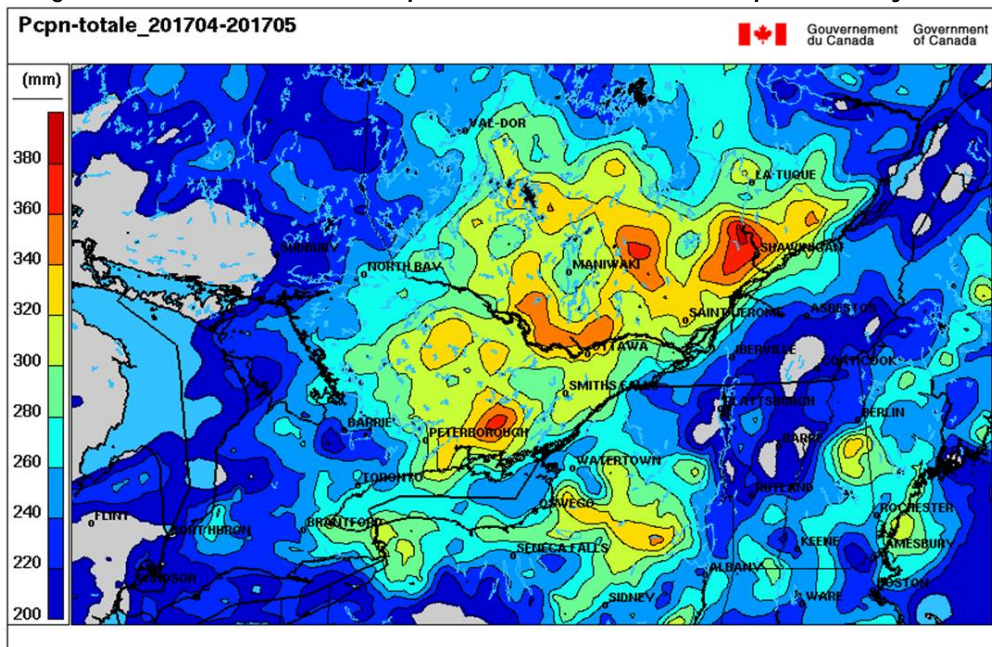 Pcpn-totale_201704-201705
Gouvernement du Canada
Government of Canada
(mm)
380
360
340
320
300
280
260
240
220
200
VAL-DOR
LA-TUQUE
SUDBURY
NORTH BAY
MANIWAKI
SHAWINIGAN
SAINT-JEROME
ASBESTOS
OTTAWA
IBERVILLE
COATICOOK
SMITHS FALLS
PLATTSBURGH
BARRIE
PETERBOROUGH
BERLIN
BARRE
TORONTO
WATERTOWN
RUTLAND
FLINT
PORT HURON
BRANTFORD
OSWEGO
ROCHESTER
SENECA FALLS
KEENE
AMESBURY
WINDSOR
ALBANY
BOSTON
SIDNEY
WARE